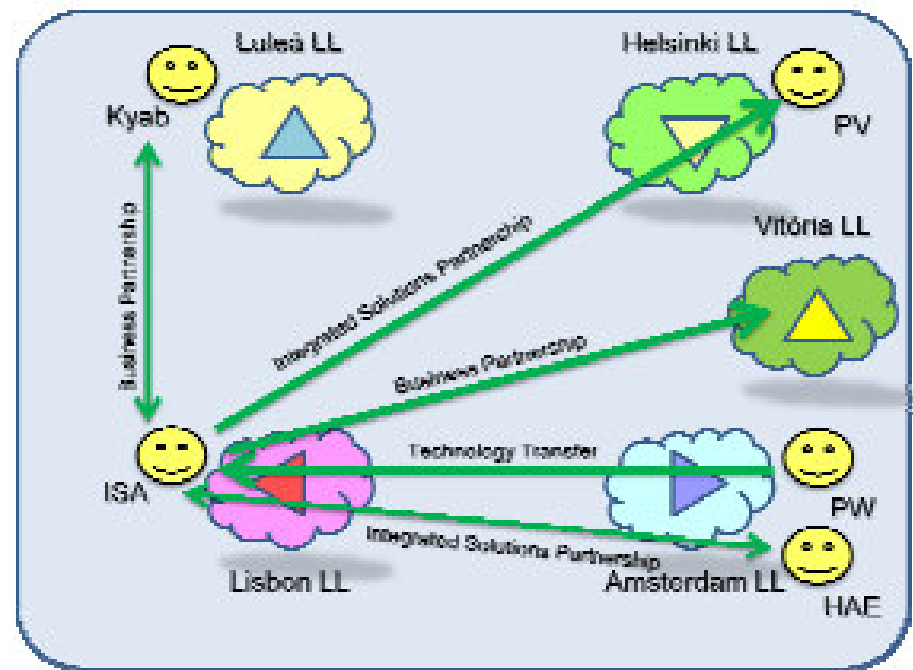 Luleå LL
Helsinki LL
Kyab
PV
Vitória LL
Business Partnership
Integrated Solutions Partnership
Business Partnership
Technology Transfer
ISA
PW
Integrated Solutions Partnership
Lisbon LL
Amsterdam LL
HAE